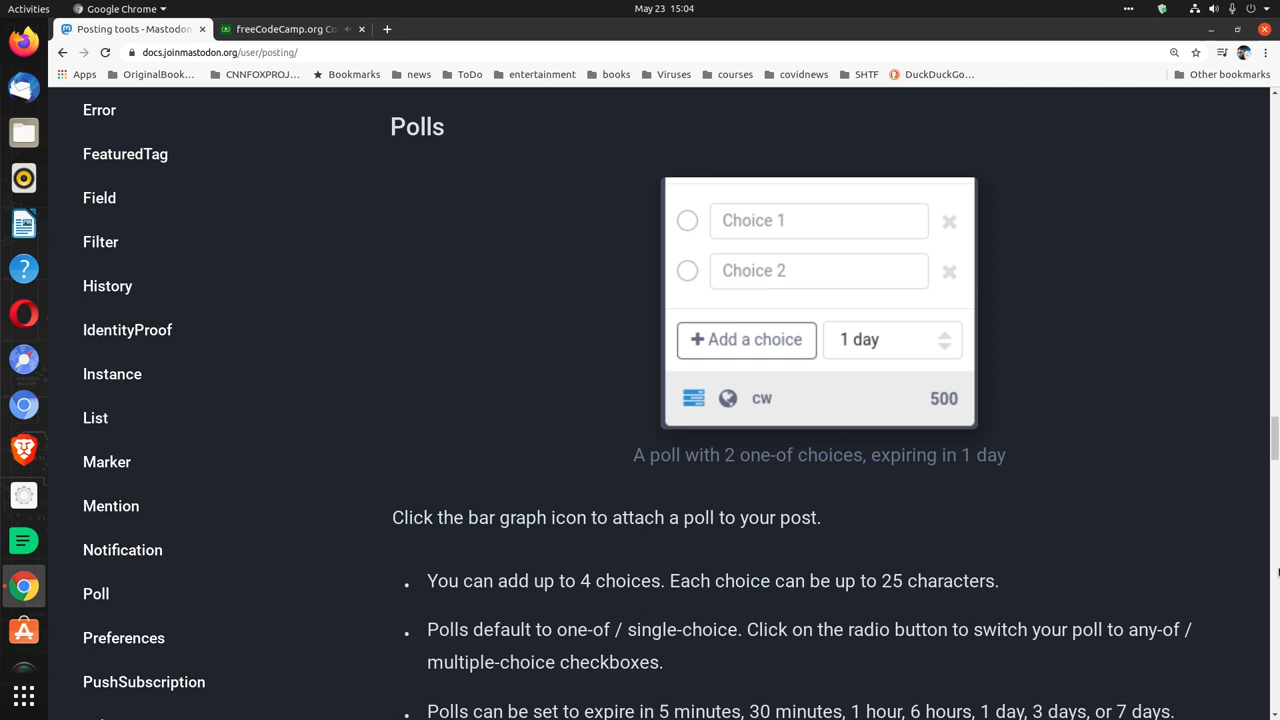 Activities
Google Chrome
May 23 15:04
Posting toots - Mastodon
freeCodeCamp.org Co
docs.joinmastodon.org/user/posting/
Apps
OriginalBook...
CNNFOXPROJ...
Bookmarks
news
ToDo
entertainment
books
Viruses
courses
covidnews
SHTF
DuckDuckGo...
Other bookmarks
Error
FeaturedTag
Field
Filter
History
IdentityProof
Instance
List
Marker
Mention
Notification
Poll
Preferences
PushSubscription
Polls
Choice 1
Choice 2
+ Add a choice
1 day
cw
500
A poll with 2 one-of choices, expiring in 1 day
Click the bar graph icon to attach a poll to your post.
• You can add up to 4 choices. Each choice can be up to 25 characters.
• Polls default to one-of / single-choice. Click on the radio button to switch your poll to any-of /
multiple-choice checkboxes.
• Polls can be set to expire in 5 minutes, 30 minutes, 1 hour, 6 hours, 1 day, 3 days, or 7 days.